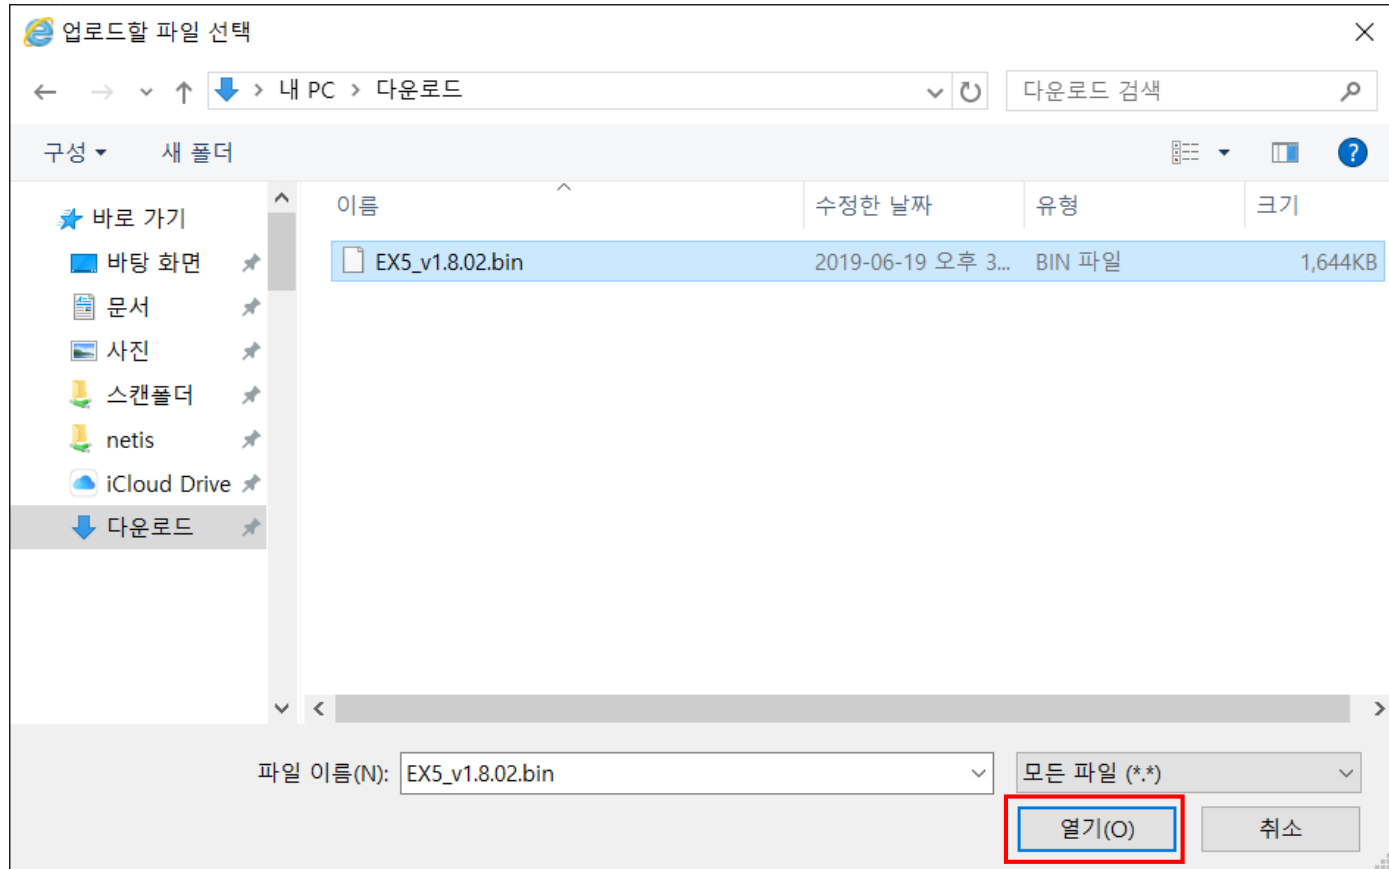 업로드할 파일 선택
내 PC > 다운로드
다운로드 검색
구성
새 폴더
?
이름 수정한 날짜 유형 크기
EX5_v1.8.02.bin 2019-06-19 오후 3... BIN 파일 1,644KB
바로 가기
바탕 화면
문서
사진
스캔폴더
netis
iCloud Drive
다운로드
파일 이름(N): EX5_v1.8.02.bin 모든 파일 (*.*)
열기(O) 취소